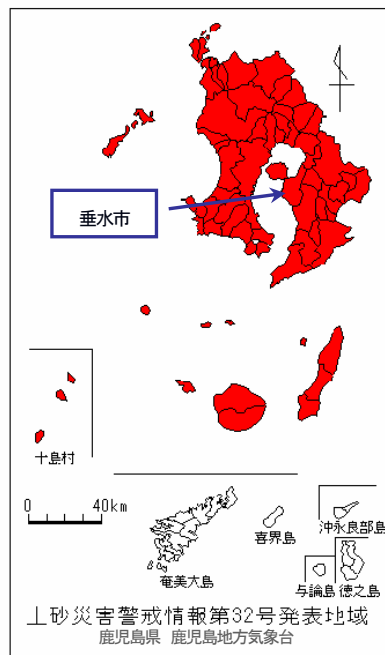 垂水市
十島村
0 40km
奄美大島
喜界島
沖永良部島
与論島
徳之島
土砂災害警戒情報第32号発表地域
鹿児島県 鹿児島地方気象台